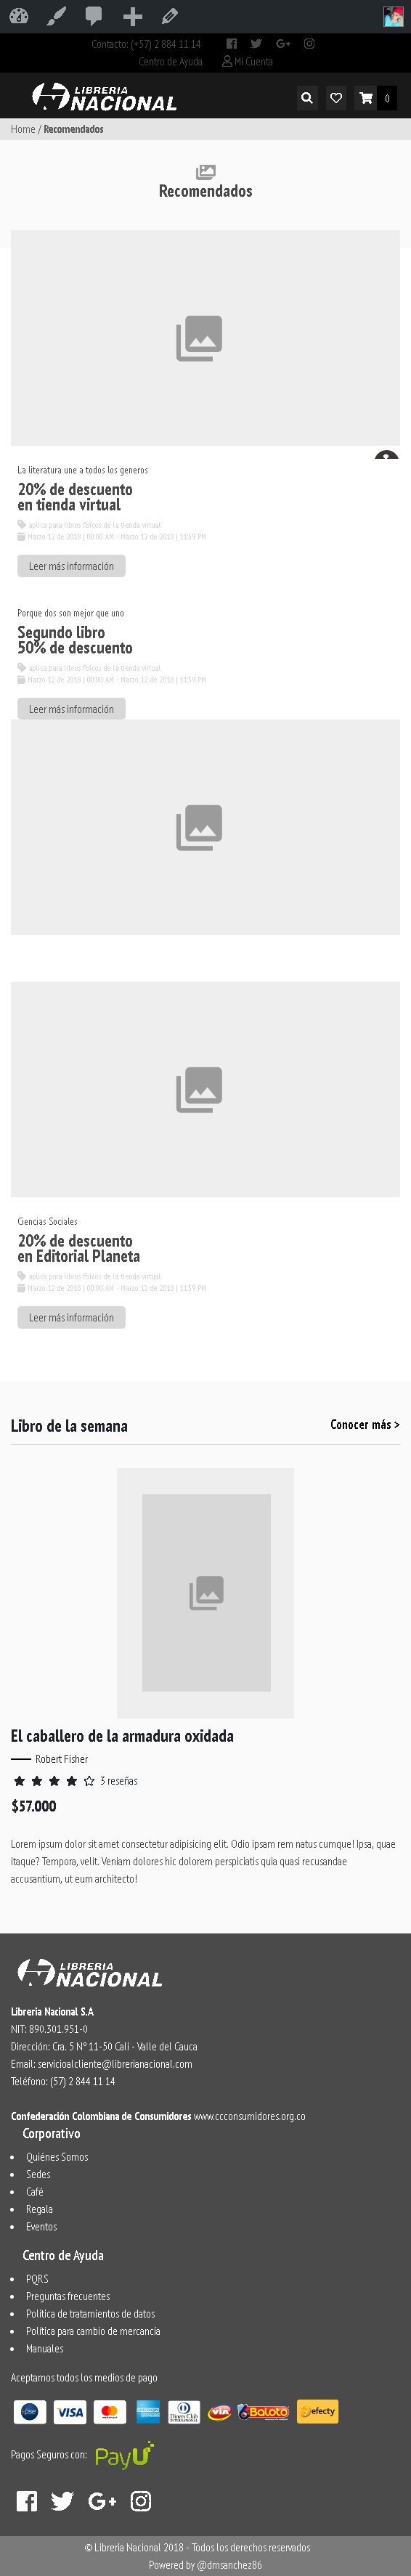 Contacto: (+57) 2 884 11 14
Centro de Ayuda Mi Cuenta
LIBRERIA
NACIONAL
0
Home / Recomendados
Recomendados
La literatura une a todos los generos
20% de descuento
en tienda virtual
aplica para libros físicos de la tienda virtual
Marzo 12 de 2018 | 00:00 AM - Marzo 12 de 2018 | 11:59 PM
Leer más información
Porque dos son mejor que uno
Segundo libro
50% de descuento
aplica para libros físicos de la tienda virtual
Marzo 12 de 2018 | 00:00 AM - Marzo 12 de 2018 | 11:59 PM
Leer más información
Ciencias Sociales
20% de descuento
en Editorial Planeta
aplica para libros físicos de la tienda virtual
Marzo 12 de 2018 | 00:00 AM - Marzo 12 de 2018 | 11:59 PM
Leer más información
Libro de la semana Conocer más >
El caballero de la armadura oxidada
Robert Fisher
3 reseñas
$57.000
Lorem ipsum dolor sit amet consectetur adipisicing elit. Odio ipsam rem natus cumque! Ipsa, quae
itaque? Tempora, velit. Veniam dolores hic dolorem perspiciatis quia quasi recusandae
accusantium, ut eum architecto!
LIBRERIA
NACIONAL
Libreria Nacional S.A
NIT: 890.301.951-0
Dirección: Cra. 5 Nº 11-50 Cali - Valle del Cauca
Email: servicioalcliente@librerianacional.com
Teléfono: (57) 2 844 11 14
Confederación Colombiana de Consumidores www.ccconsumidores.org.co
Corporativo
Quiénes Somos
Sedes
Café
Regala
Eventos
Centro de Ayuda
PQRS
Preguntas frecuentes
Política de tratamientos de datos
Política para cambio de mercancía
Manuales
Aceptamos todos los medios de pago
pse VISA MasterCard Diners Club VIA Baloto efecty
Pagos Seguros con: PayU
© Libreria Nacional 2018 - Todos los derechos reservados
Powered by @dmsanchez86